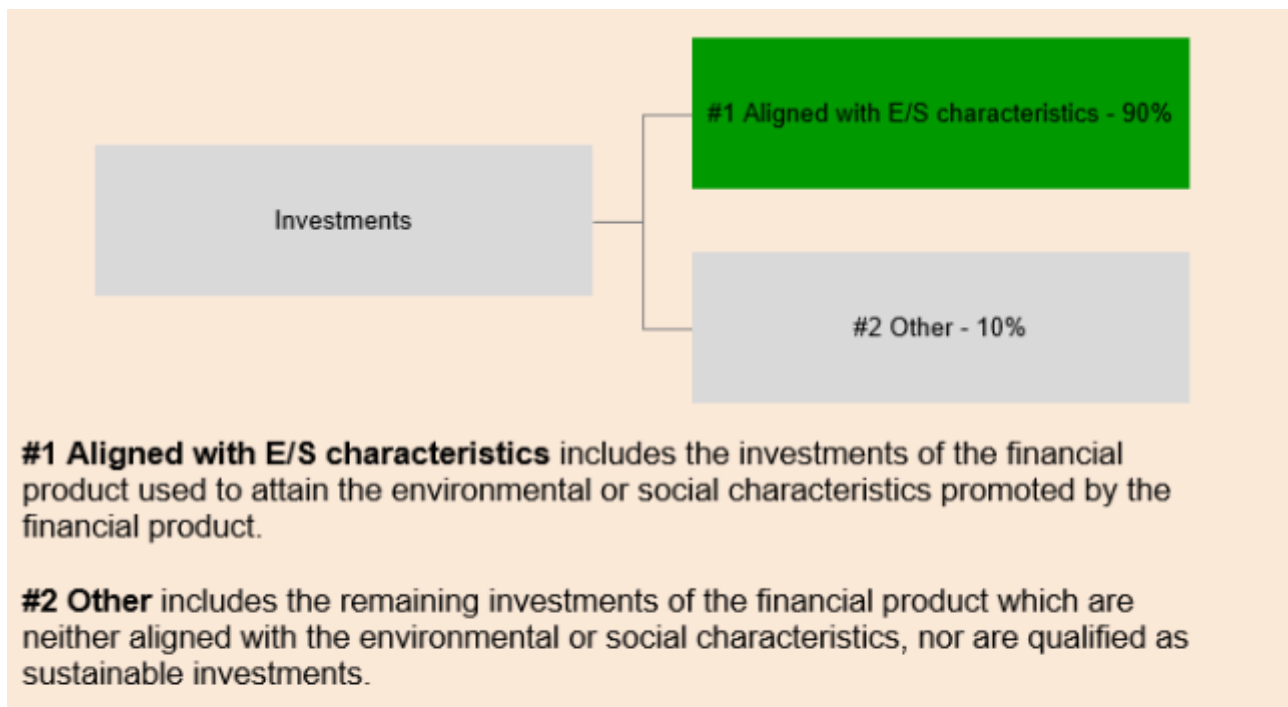 #1 Aligned with E/S characteristics - 90%
Investments
#2 Other - 10%
#1 Aligned with E/S characteristics includes the investments of the financial
product used to attain the environmental or social characteristics promoted by the
financial product.
#2 Other includes the remaining investments of the financial product which are
neither aligned with the environmental or social characteristics, nor are qualified as
sustainable investments.